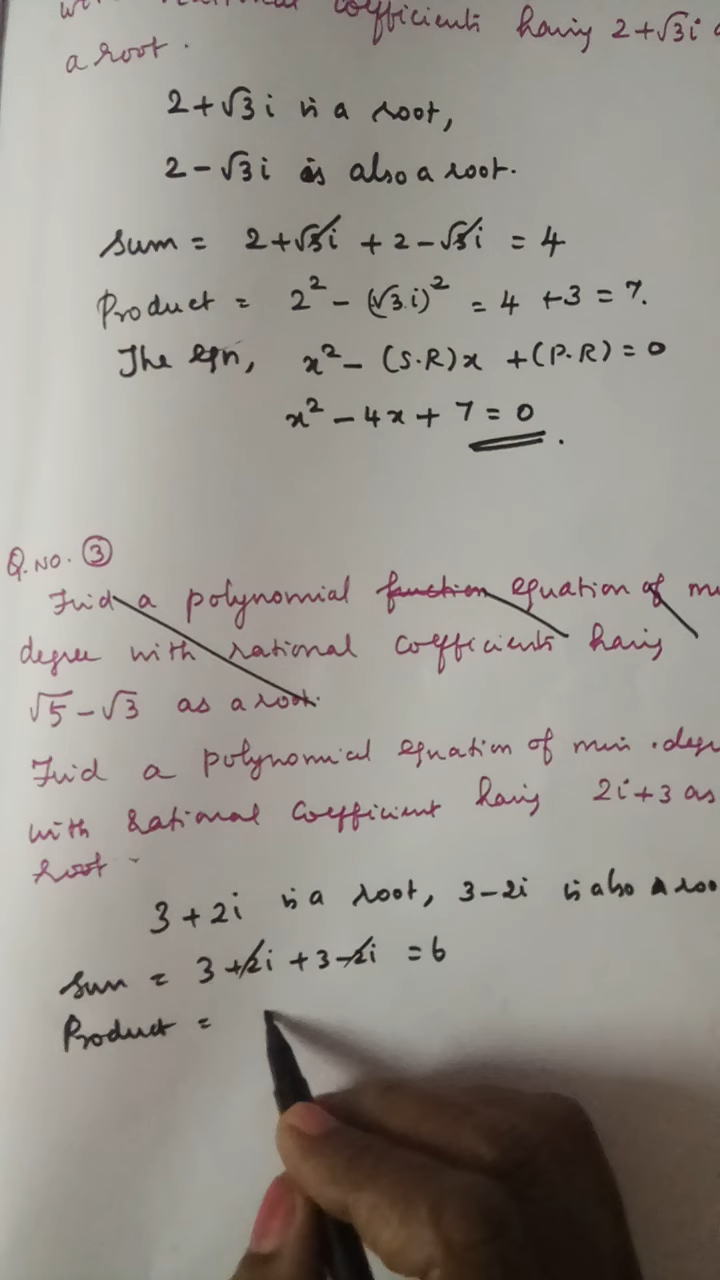 coefficients having 2+√3i
a root.
2+√3i is a root,
2-√3i is also a root.
Sum = 2+√3i +2-√3i = 4
Product = 2² - (√3.i)² = 4 +3 = 7.
The eqn, x² - (S.R)x +(P.R) = 0
x² - 4x + 7 = 0.
Q.NO. ③
Find a polynomial function equation of
degree with rational coefficients having
√5-√3 as a root.
Find a polynomial equation of min. degr
with rational coefficient having 2i+3 as
root.
3+2i is a root, 3-2i is also a roo
Sum = 3+2i +3-2i = 6
Product =